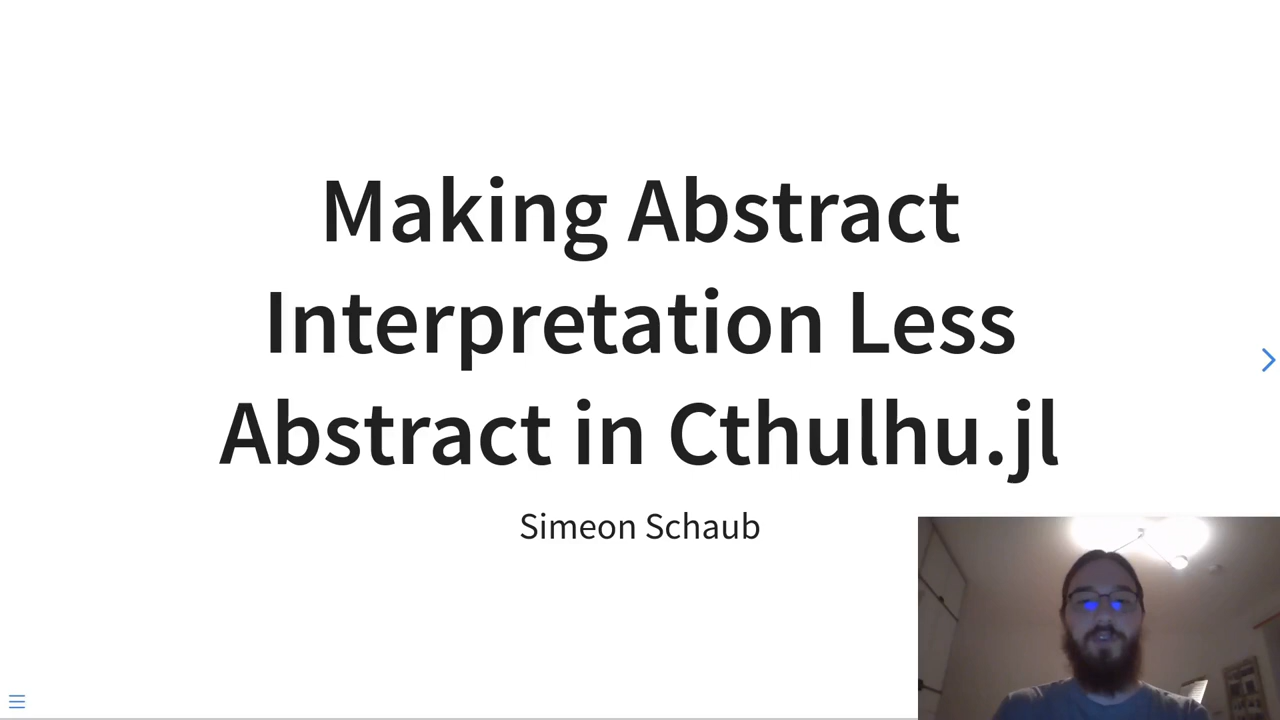 Making Abstract
Interpretation Less
Abstract in Cthulhu.jl
Simeon Schaub